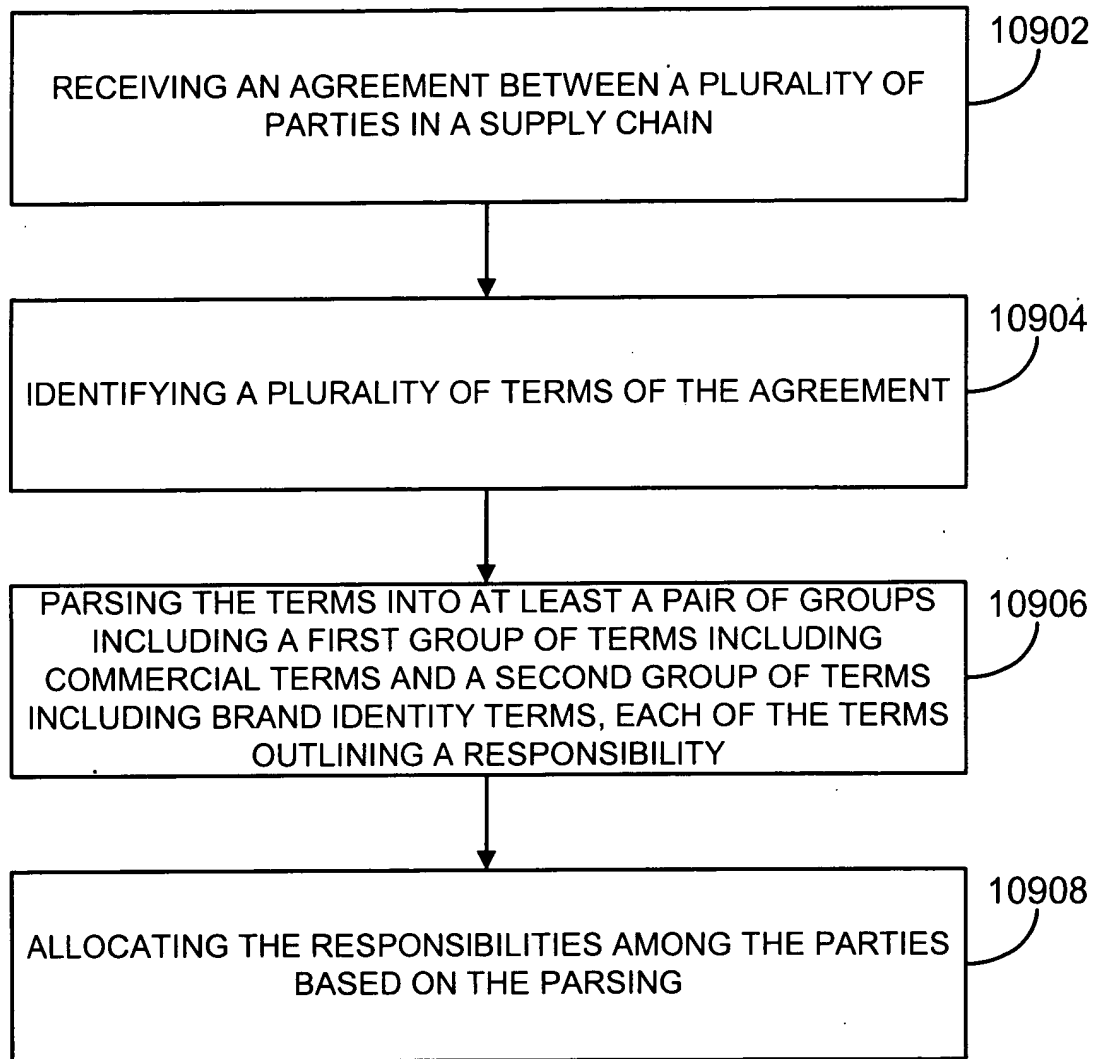 10902
RECEIVING AN AGREEMENT BETWEEN A PLURALITY OF
PARTIES IN A SUPPLY CHAIN
10904
IDENTIFYING A PLURALITY OF TERMS OF THE AGREEMENT
10906
PARSING THE TERMS INTO AT LEAST A PAIR OF GROUPS
INCLUDING A FIRST GROUP OF TERMS INCLUDING
COMMERCIAL TERMS AND A SECOND GROUP OF TERMS
INCLUDING BRAND IDENTITY TERMS, EACH OF THE TERMS
OUTLINING A RESPONSIBILITY
10908
ALLOCATING THE RESPONSIBILITIES AMONG THE PARTIES
BASED ON THE PARSING